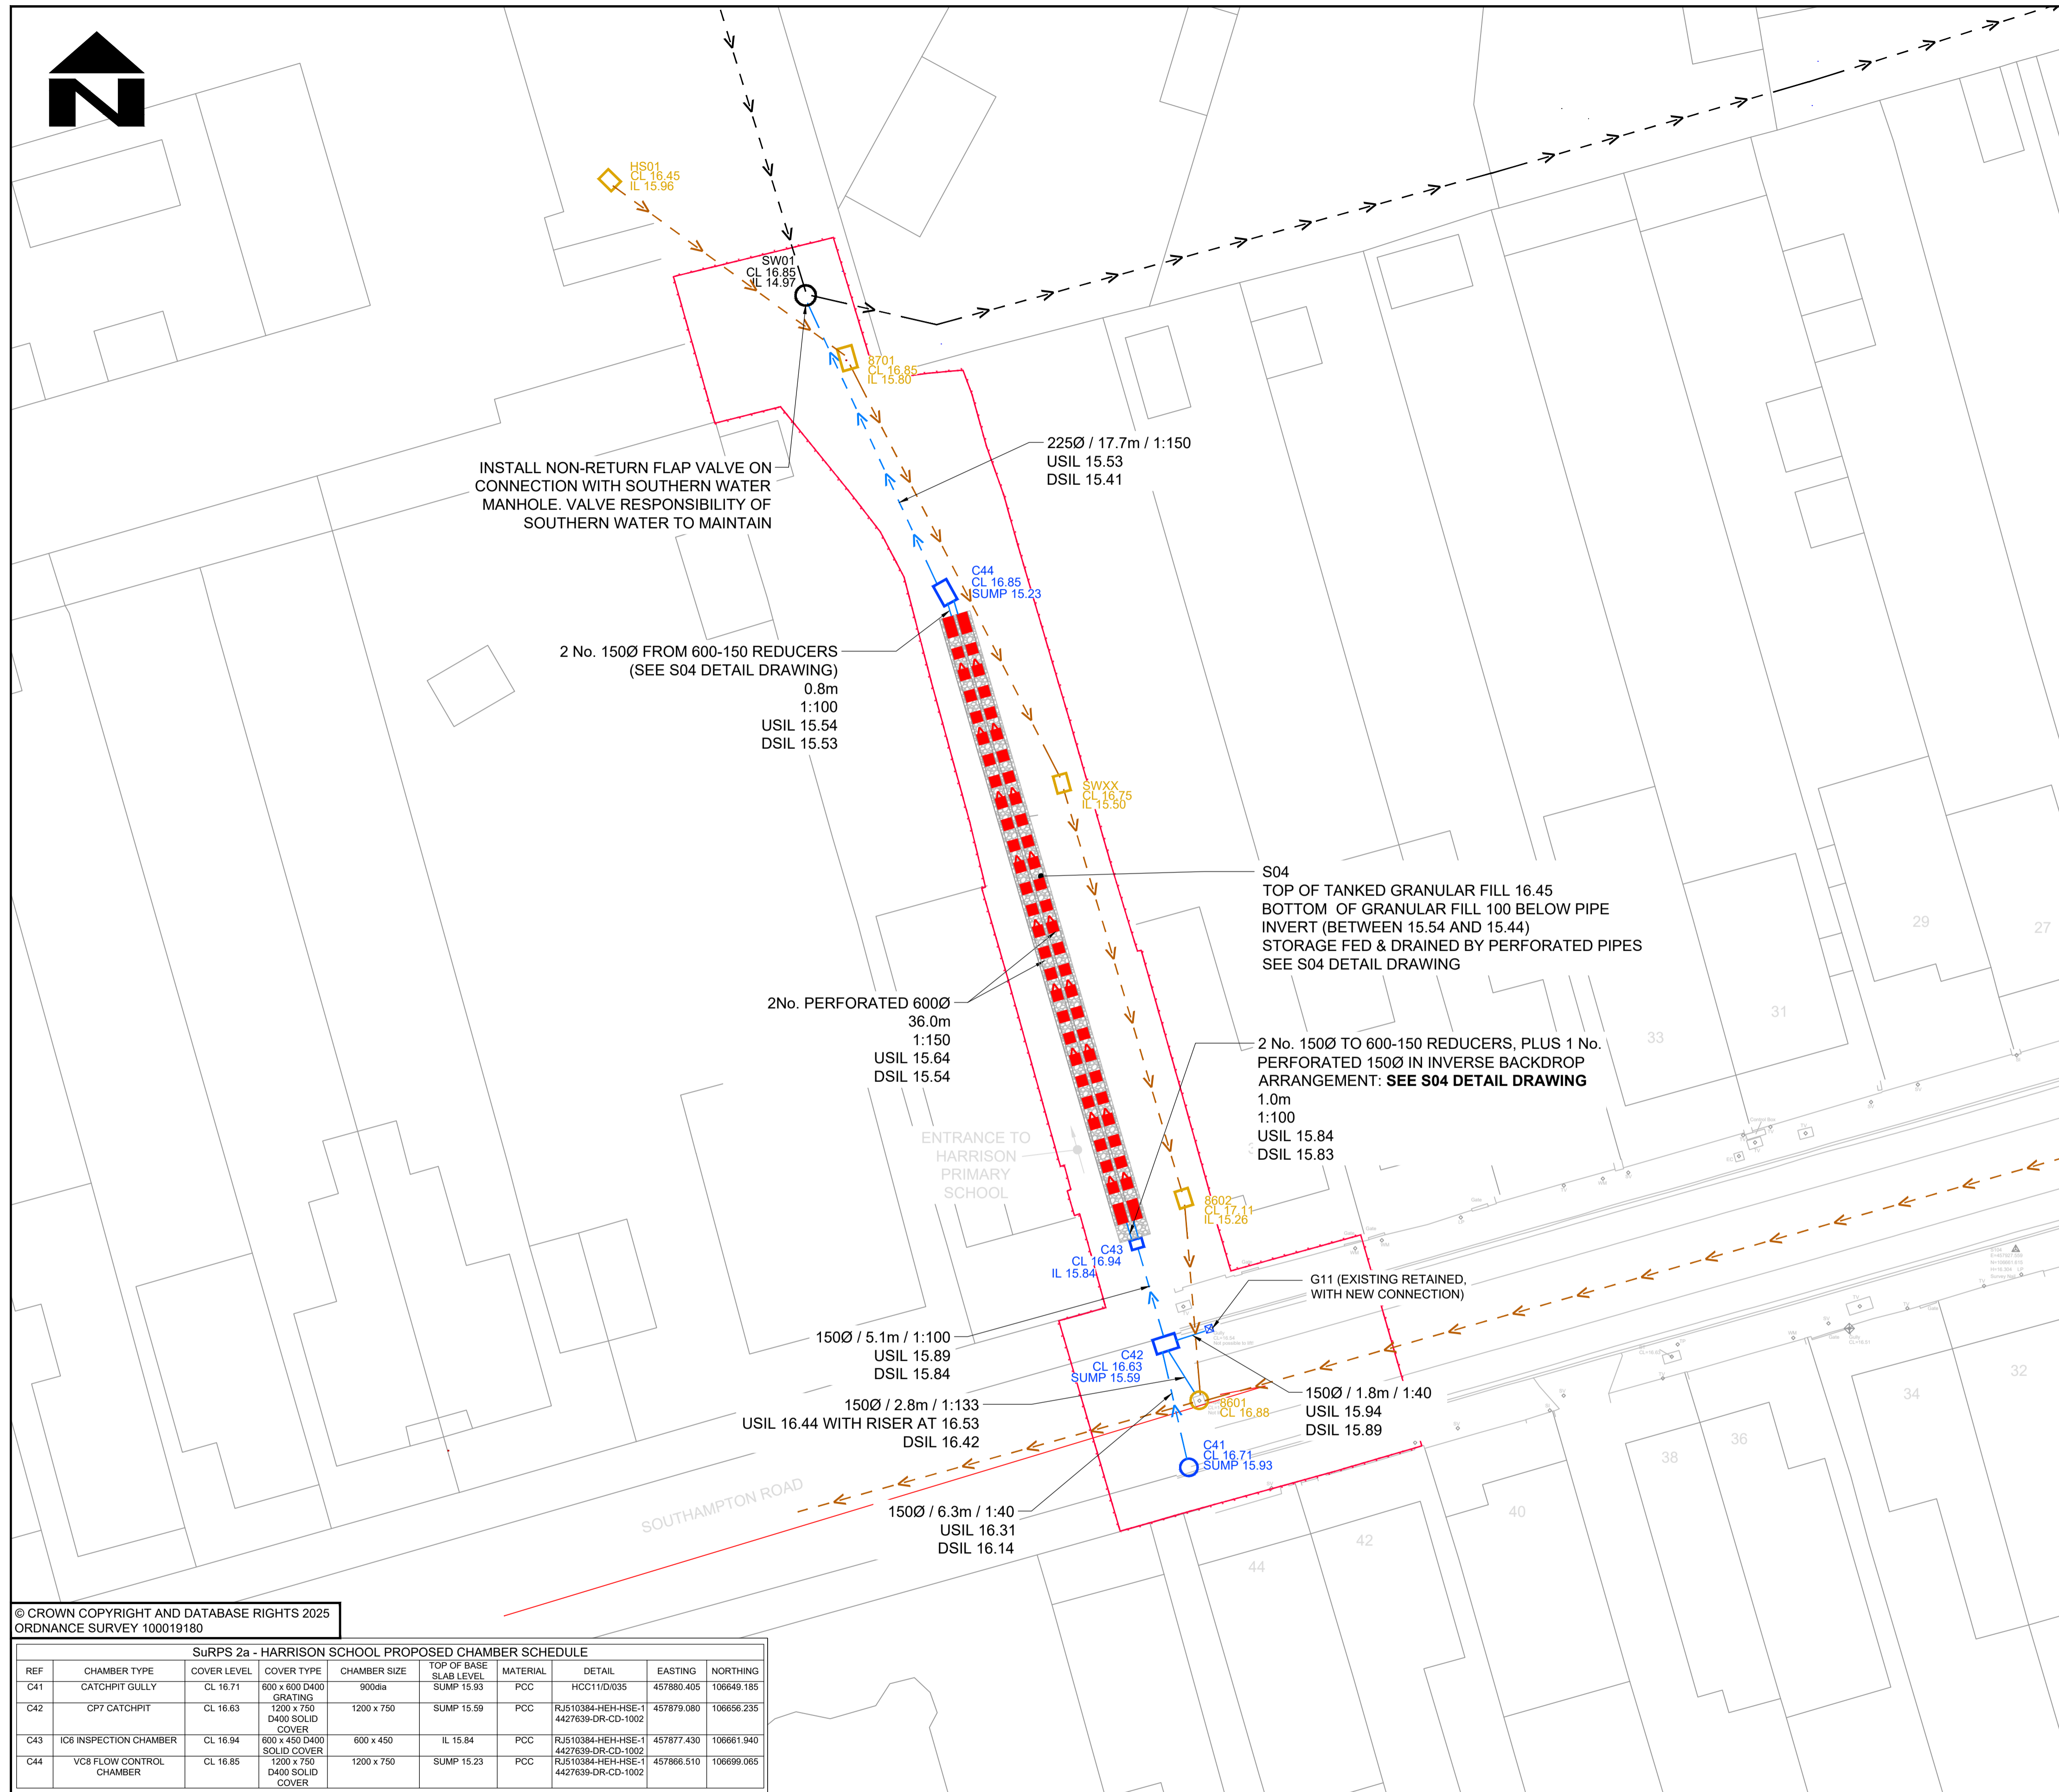 N
HS01
CL 16.45
IL 15.96
SW01
CL 16.85
IL 14.97
8701
CL 16.85
IL 15.80
225Ø / 17.7m / 1:150
USIL 15.53
DSIL 15.41
INSTALL NON-RETURN FLAP VALVE ON
CONNECTION WITH SOUTHERN WATER
MANHOLE. VALVE RESPONSIBILITY OF
SOUTHERN WATER TO MAINTAIN
C44
CL 16.85
SUMP 15.23
2 No. 150Ø FROM 600-150 REDUCERS
(SEE S04 DETAIL DRAWING)
0.8m
1:100
USIL 15.54
DSIL 15.53
SWXX
CL 16.75
IL 15.50
S04
TOP OF TANKED GRANULAR FILL 16.45
BOTTOM OF GRANULAR FILL 100 BELOW PIPE
INVERT (BETWEEN 15.54 AND 15.44)
STORAGE FED & DRAINED BY PERFORATED PIPES
SEE S04 DETAIL DRAWING
29
27
31
33
2No. PERFORATED 600Ø
36.0m
1:150
USIL 15.64
DSIL 15.54
2 No. 150Ø TO 600-150 REDUCERS, PLUS 1 No.
PERFORATED 150Ø IN INVERSE BACKDROP
ARRANGEMENT: SEE S04 DETAIL DRAWING
1.0m
1:100
USIL 15.84
DSIL 15.83
ENTRANCE TO
HARRISON
PRIMARY
SCHOOL
8602
CL 17.11
IL 15.26
C43
CL 16.94
IL 15.84
G11 (EXISTING RETAINED,
WITH NEW CONNECTION)
150Ø / 5.1m / 1:100
USIL 15.89
DSIL 15.84
C42
CL 16.63
SUMP 15.59
150Ø / 2.8m / 1:133
USIL 16.44 WITH RISER AT 16.53
DSIL 16.42
8601
CL 16.88
150Ø / 1.8m / 1:40
USIL 15.94
DSIL 15.89
C41
CL 16.71
SUMP 15.93
150Ø / 6.3m / 1:40
USIL 16.31
DSIL 16.14
SOUTHAMPTON ROAD
32
34
36
38
40
42
44
© CROWN COPYRIGHT AND DATABASE RIGHTS 2025
ORDNANCE SURVEY 100019180
SuRPS 2a - HARRISON SCHOOL PROPOSED CHAMBER SCHEDULE
REF CHAMBER TYPE COVER LEVEL COVER TYPE CHAMBER SIZE TOP OF BASE SLAB LEVEL MATERIAL DETAIL EASTING NORTHING
C41 CATCHPIT GULLY CL 16.71 600 x 600 D400 GRATING 900dia SUMP 15.93 PCC HCC11/D/035 457880.405 106649.185
C42 CP7 CATCHPIT CL 16.63 1200 x 750 D400 SOLID COVER 1200 x 750 SUMP 15.59 PCC RJ510384-HEH-HSE-1 4427639-DR-CD-1002 457879.080 106656.235
C43 IC6 INSPECTION CHAMBER CL 16.94 600 x 450 D400 SOLID COVER 600 x 450 IL 15.84 PCC RJ510384-HEH-HSE-1 4427639-DR-CD-1002 457877.430 106661.940
C44 VC8 FLOW CONTROL CHAMBER CL 16.85 1200 x 750 D400 SOLID COVER 1200 x 750 SUMP 15.23 PCC RJ510384-HEH-HSE-1 4427639-DR-CD-1002 457866.510 106699.065